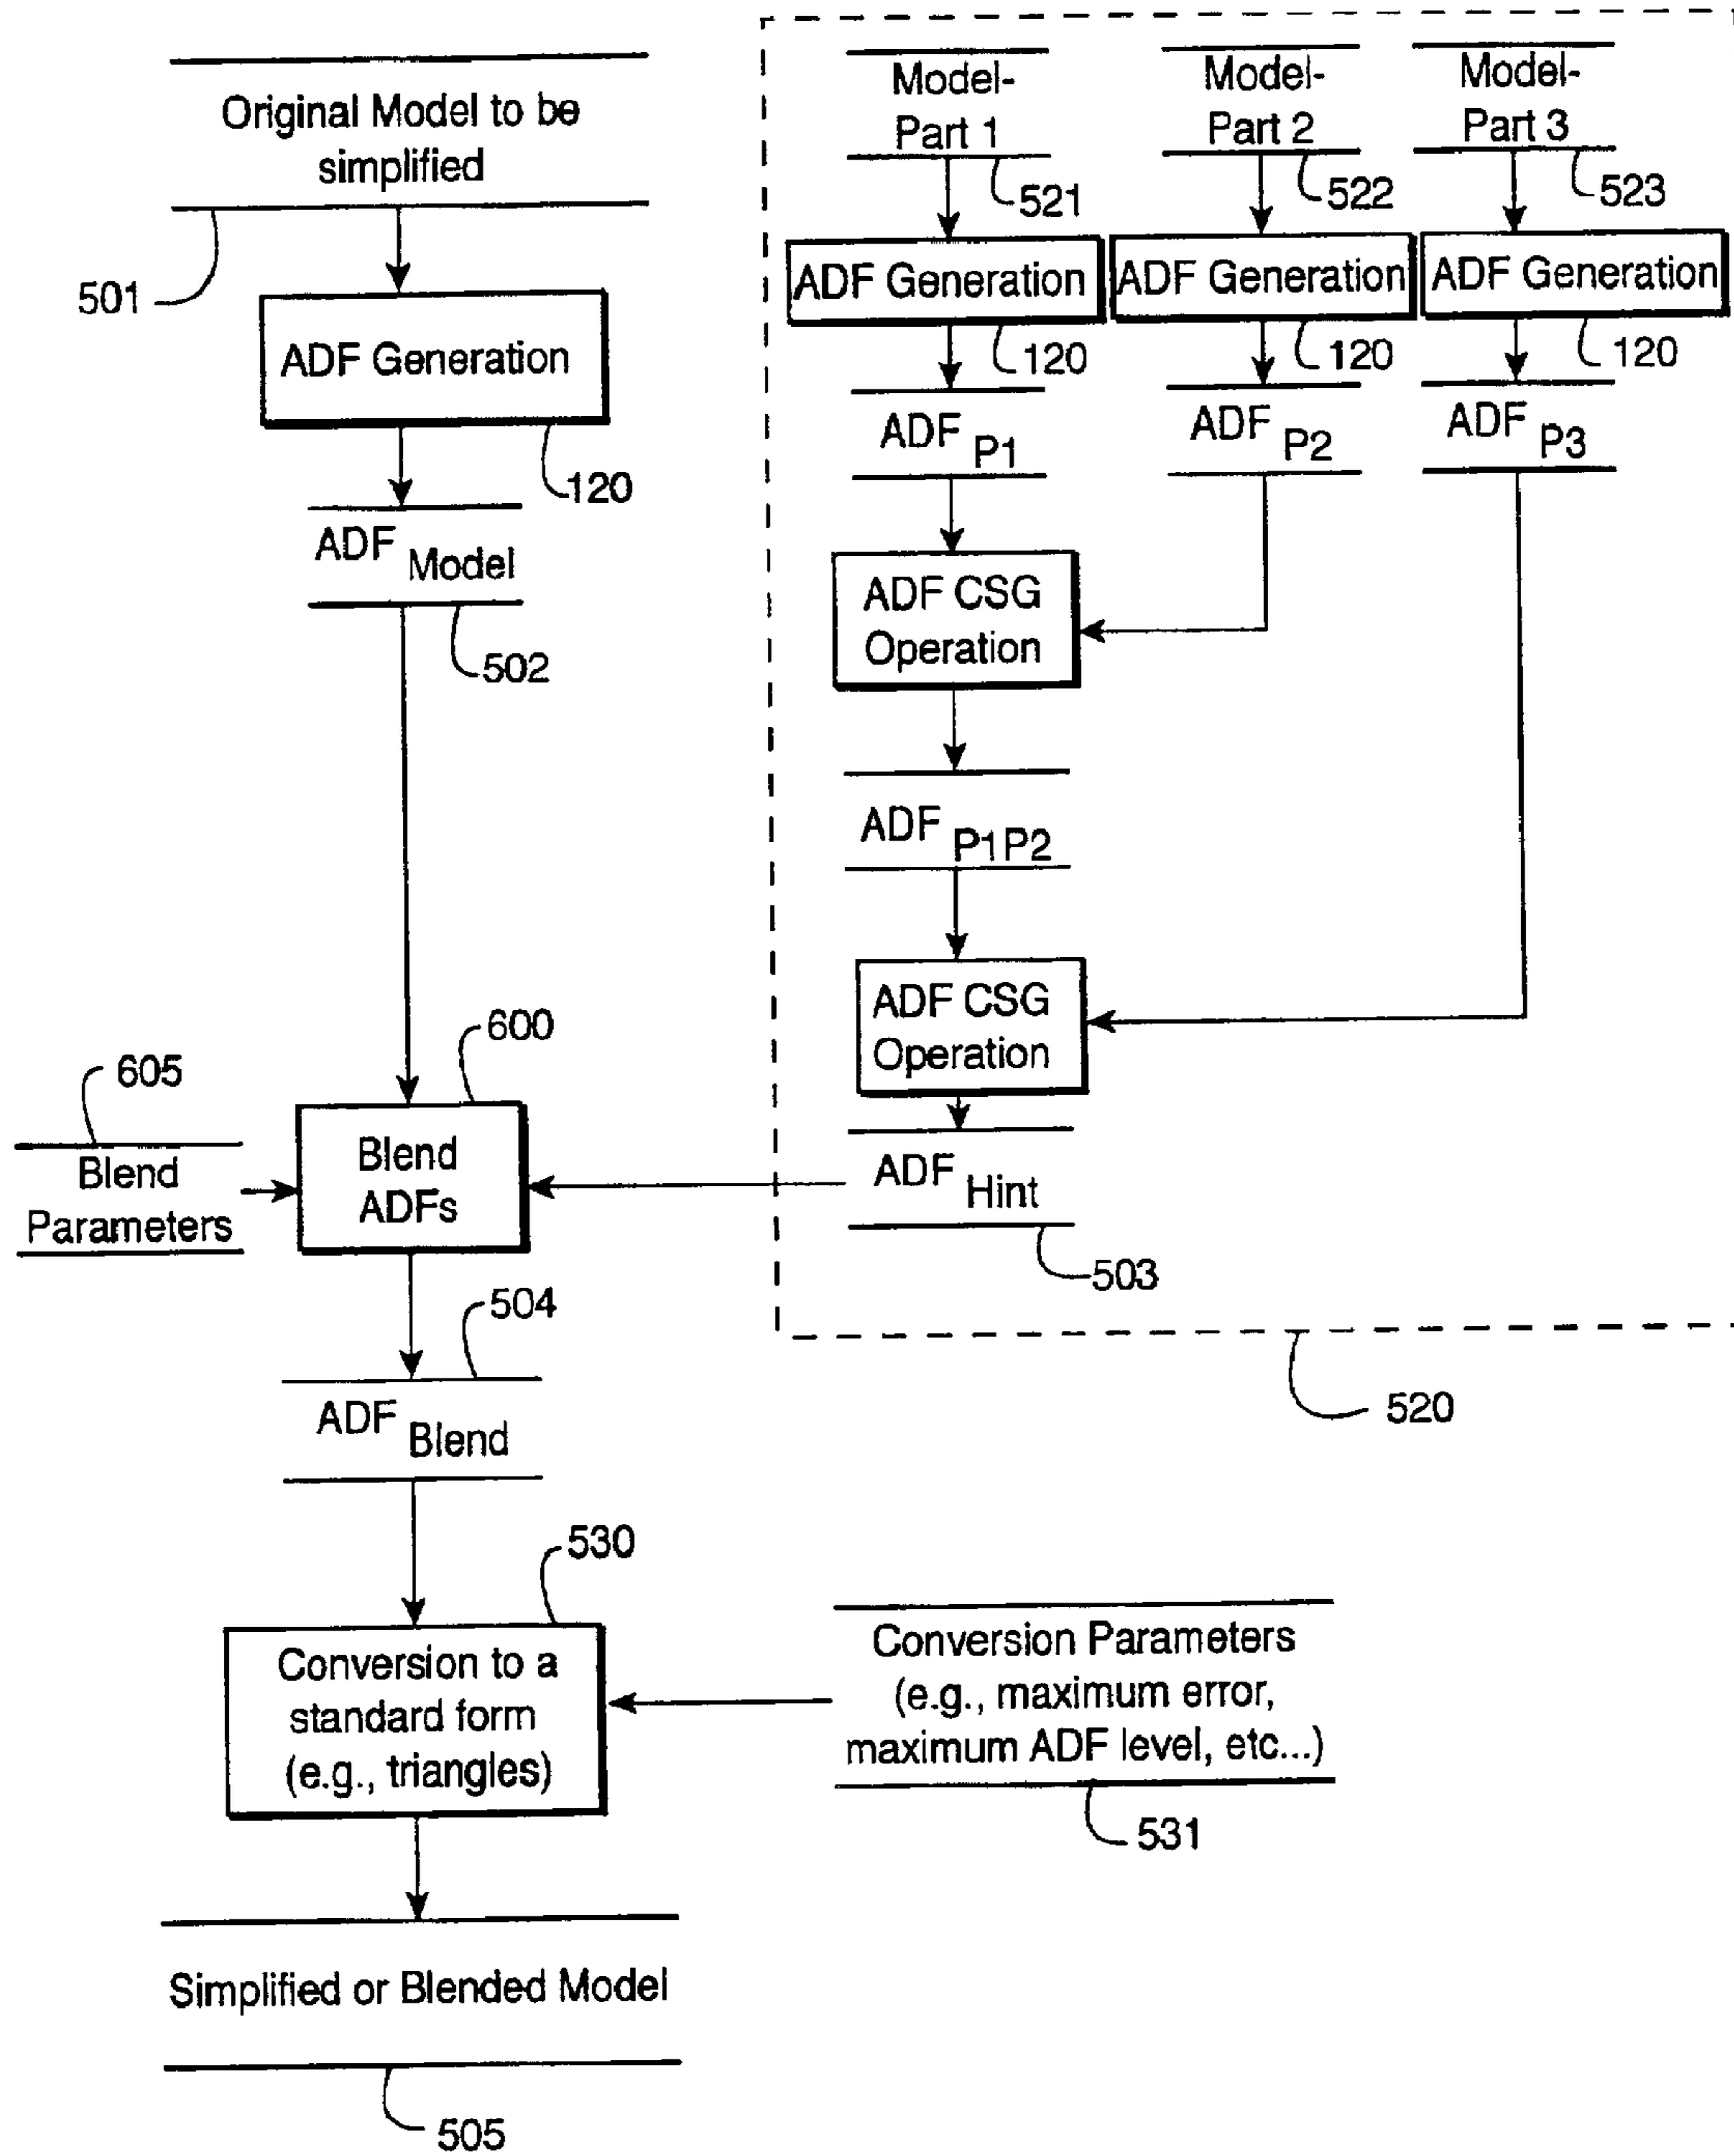 Original Model to be
simplified
501
ADF Generation
120
ADF Model
502
Model-
Part 1
521
Model-
Part 2
522
Model-
Part 3
523
ADF Generation
ADF Generation
ADF Generation
120
120
120
ADF P1
ADF P2
ADF P3
ADF CSG
Operation
ADF P1P2
ADF CSG
Operation
ADF Hint
503
520
600
605
Blend
Parameters
Blend
ADFs
504
ADF Blend
530
Conversion to a
standard form
(e.g., triangles)
Conversion Parameters
(e.g., maximum error,
maximum ADF level, etc...)
531
Simplified or Blended Model
505